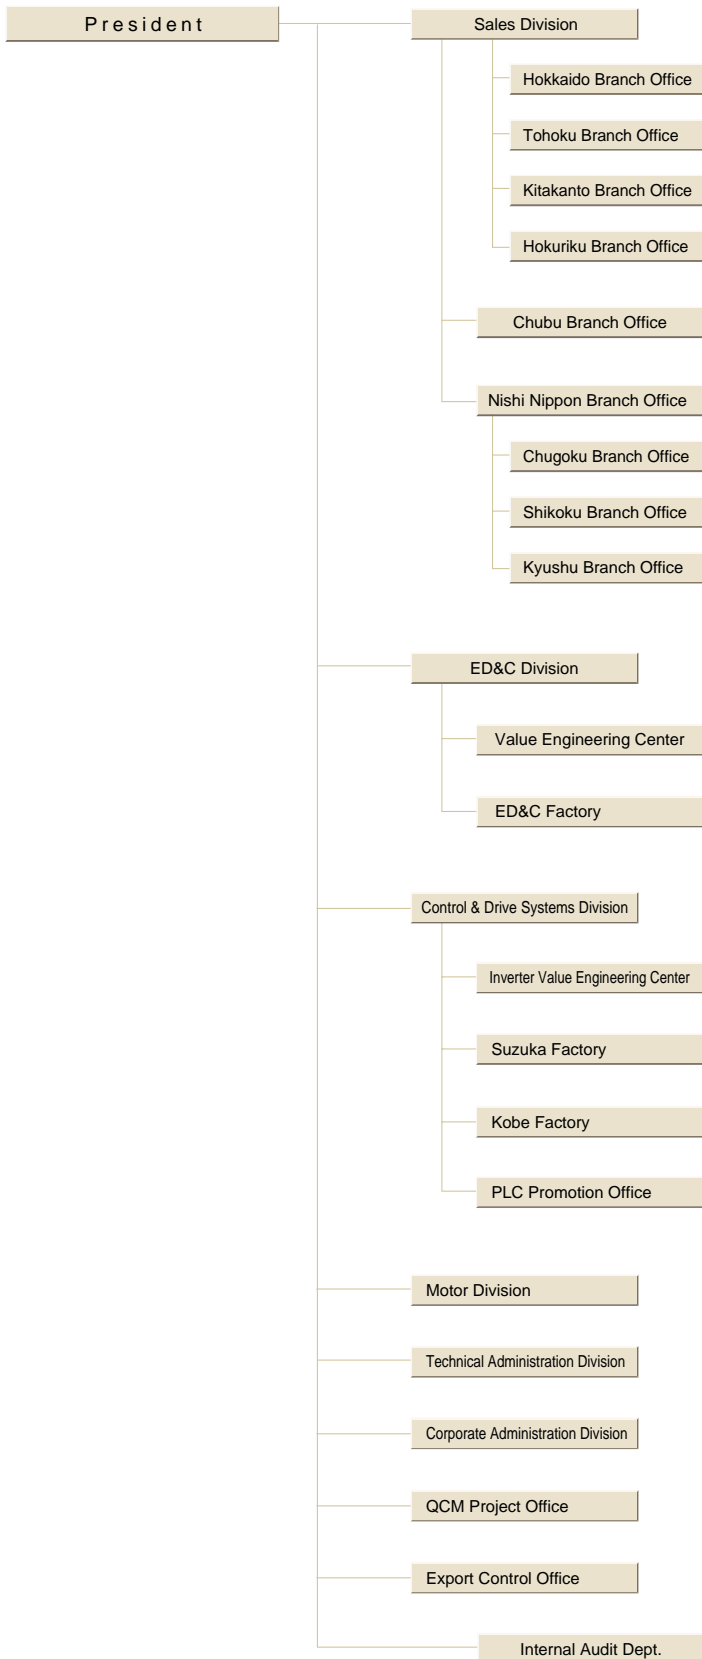 President
Sales Division
Hokkaido Branch Office
Tohoku Branch Office
Kitakanto Branch Office
Hokuriku Branch Office
Chubu Branch Office
Nishi Nippon Branch Office
Chugoku Branch Office
Shikoku Branch Office
Kyushu Branch Office
ED&C Division
Value Engineering Center
ED&C Factory
Control & Drive Systems Division
Inverter Value Engineering Center
Suzuka Factory
Kobe Factory
PLC Promotion Office
Motor Division
Technical Administration Division
Corporate Administration Division
QCM Project Office
Export Control Office
Internal Audit Dept.